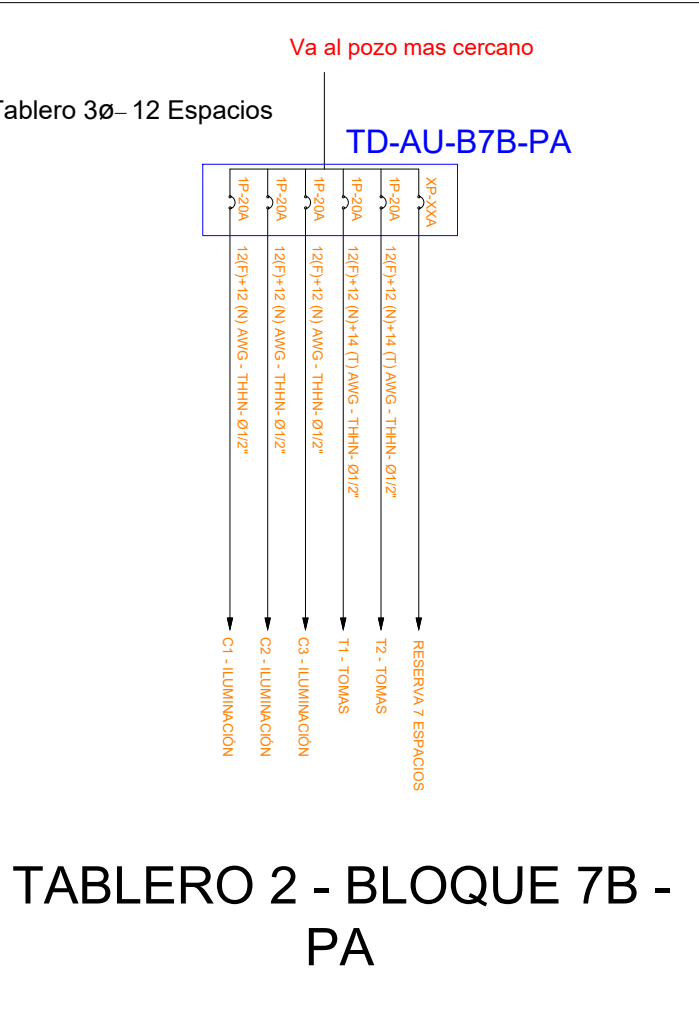 Va al pozo mas cercano
Tablero 3ø– 12 Espacios
TD-AU-B7B-PA
1P-20A
1P-20A
1P-20A
1P-20A
1P-20A
XP-XXA
12(F)+12 (N) AWG - THHN- Ø1/2"
12(F)+12 (N) AWG - THHN- Ø1/2"
12(F)+12 (N) AWG - THHN- Ø1/2"
12(F)+12 (N)+14 (T) AWG - THHN- Ø1/2"
12(F)+12 (N)+14 (T) AWG - THHN- Ø1/2"
C1 - ILUMINACIÓN
C2 - ILUMINACIÓN
C3 - ILUMINACIÓN
T1 - TOMAS
T2 - TOMAS
RESERVA 7 ESPACIOS
TABLERO 2 - BLOQUE 7B -
PA